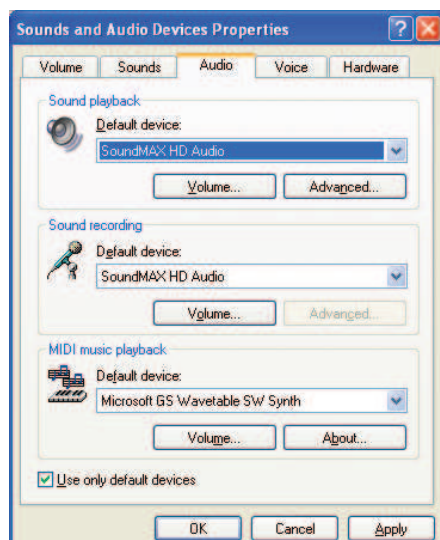 Sounds and Audio Devices Properties
Volume Sounds Audio Voice Hardware
Sound playback
Default device:
SoundMAX HD Audio
Volume... Advanced...
Sound recording
Default device:
SoundMAX HD Audio
Volume... Advanced...
MIDI music playback
Default device:
Microsoft GS Wavetable SW Synth
Volume... About...
Use only default devices
OK Cancel Apply